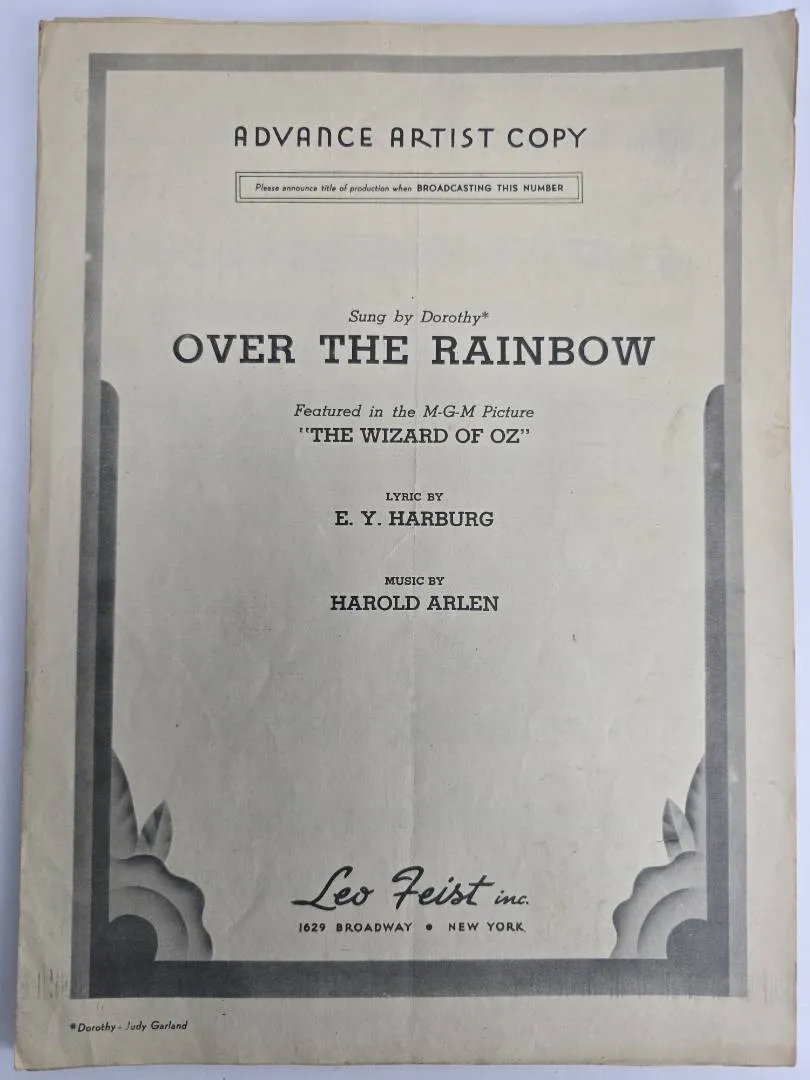 ADVANCE ARTIST COPY
Please announce title of production when BROADCASTING THIS NUMBER
Sung by Dorothy*
OVER THE RAINBOW
Featured in the M-G-M Picture
"THE WIZARD OF OZ"
LYRIC BY
E. Y. HARBURG
MUSIC BY
HAROLD ARLEN
Leo Feist inc.
1629 BROADWAY • NEW YORK
*Dorothy - Judy Garland